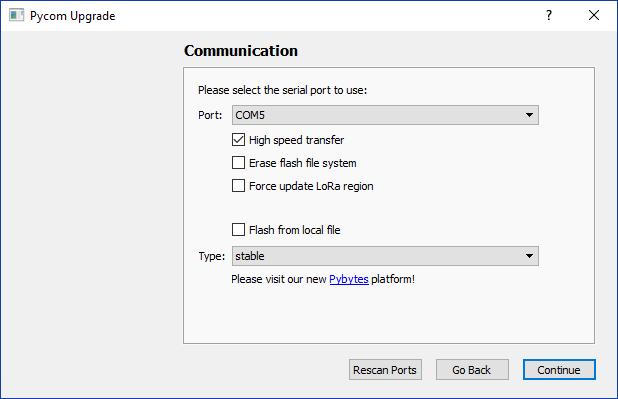 Pycom Upgrade
?
Communication
Please select the serial port to use:
Port: COM5
High speed transfer
Erase flash file system
Force update LoRa region
Flash from local file
Type: stable
Please visit our new Pybytes platform!
Rescan Ports Go Back Continue